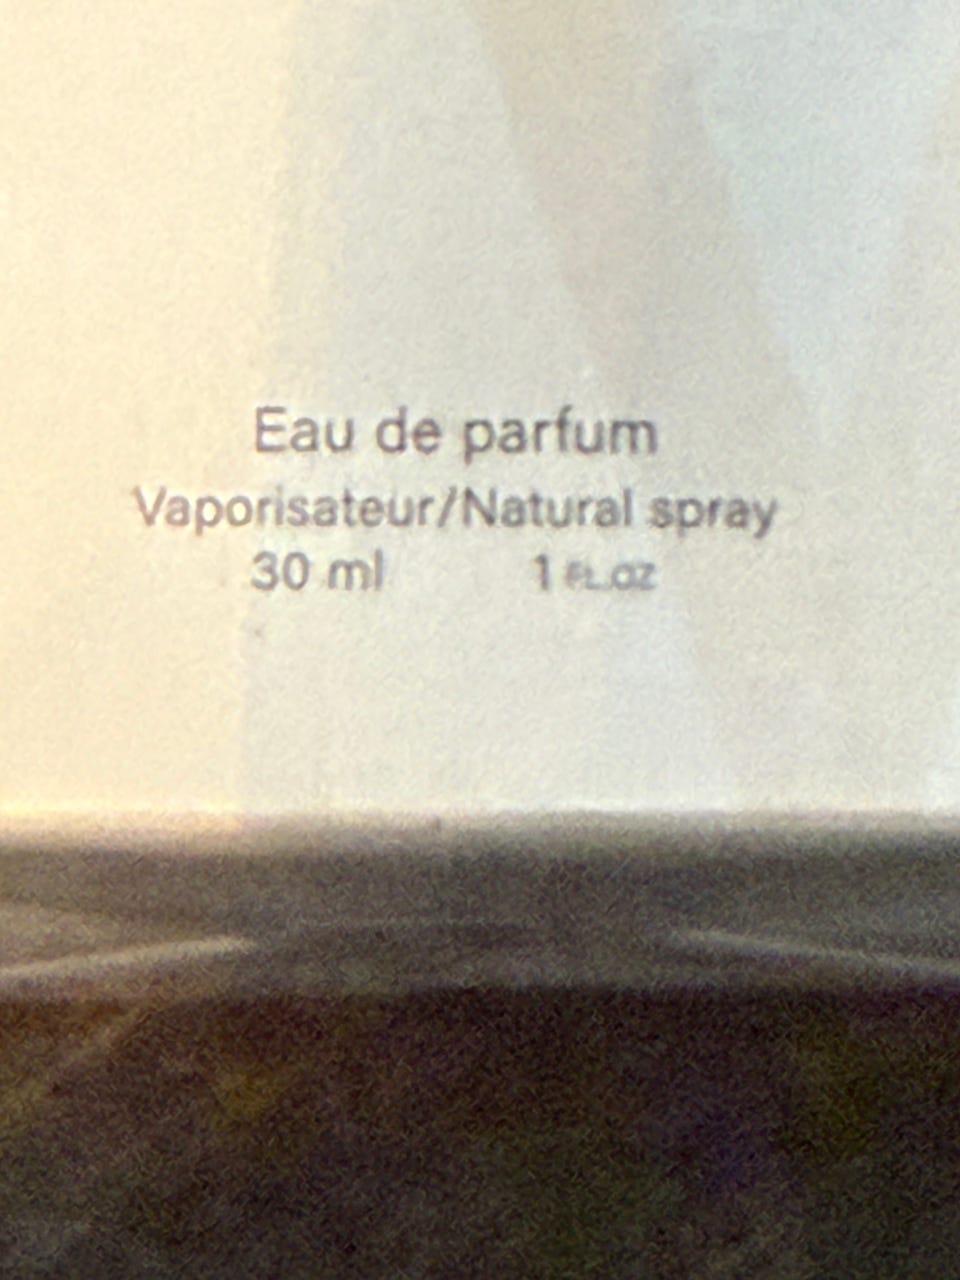 Eau de parfum
Vaporisateur/Natural spray
30 ml 1 FL.oz